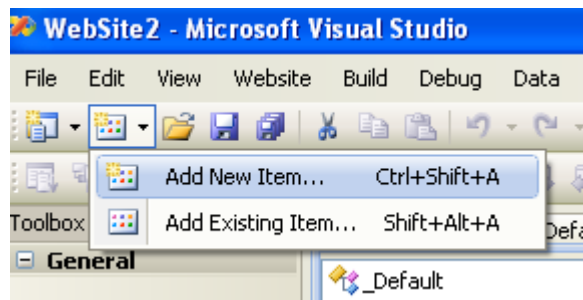 WebSite2 - Microsoft Visual Studio
File Edit View Website Build Debug Data
Add New Item... Ctrl+Shift+A
Toolbox
Add Existing Item... Shift+Alt+A
General
_Default